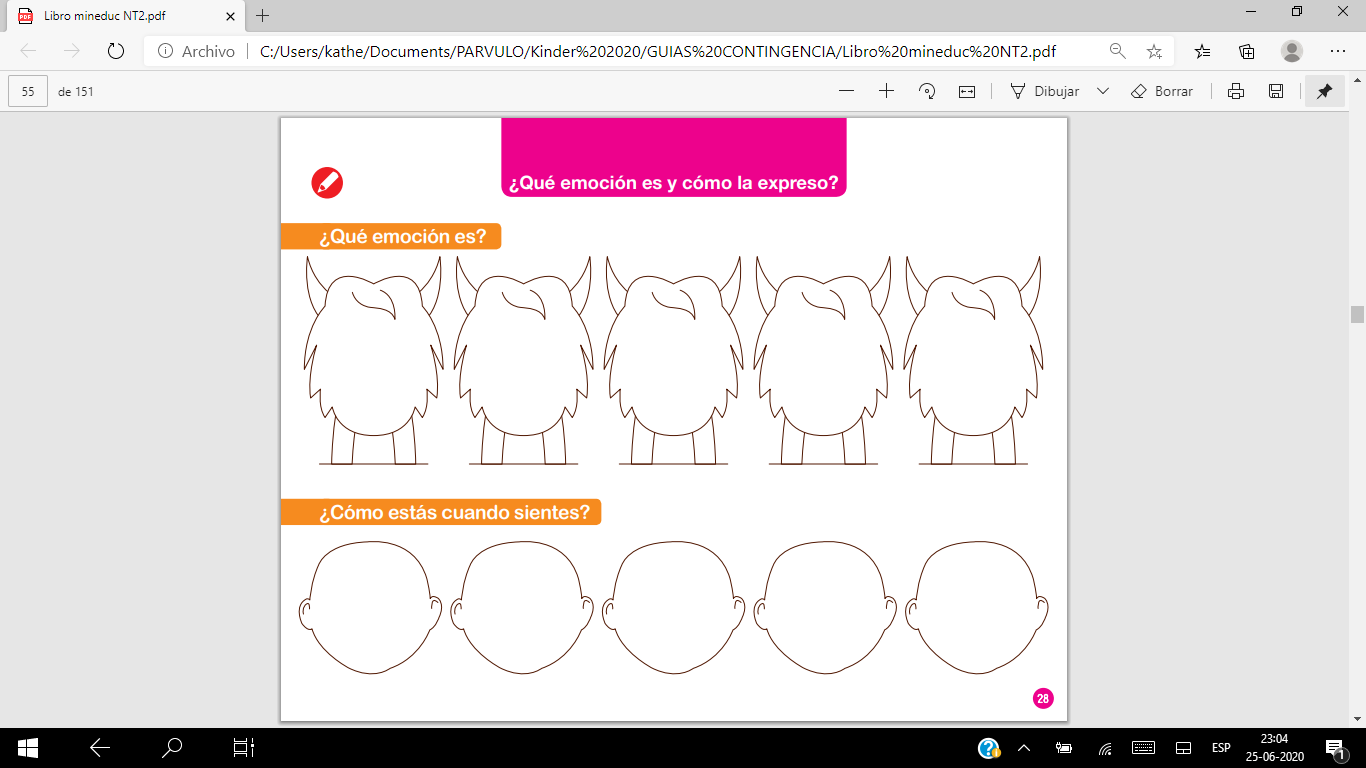 Libro mineduc NT2.pdf
Archivo
C:/Users/kathe/Documents/PARVULO/Kinder%202020/GUIAS%20CONTINGENCIA/Libro%20mineduc%20NT2.pdf
55 de 151
Dibujar
Borrar
¿Qué emoción es y cómo la expreso?
¿Qué emoción es?
¿Cómo estás cuando sientes?
28
ESP
23:04
25-06-2020
1